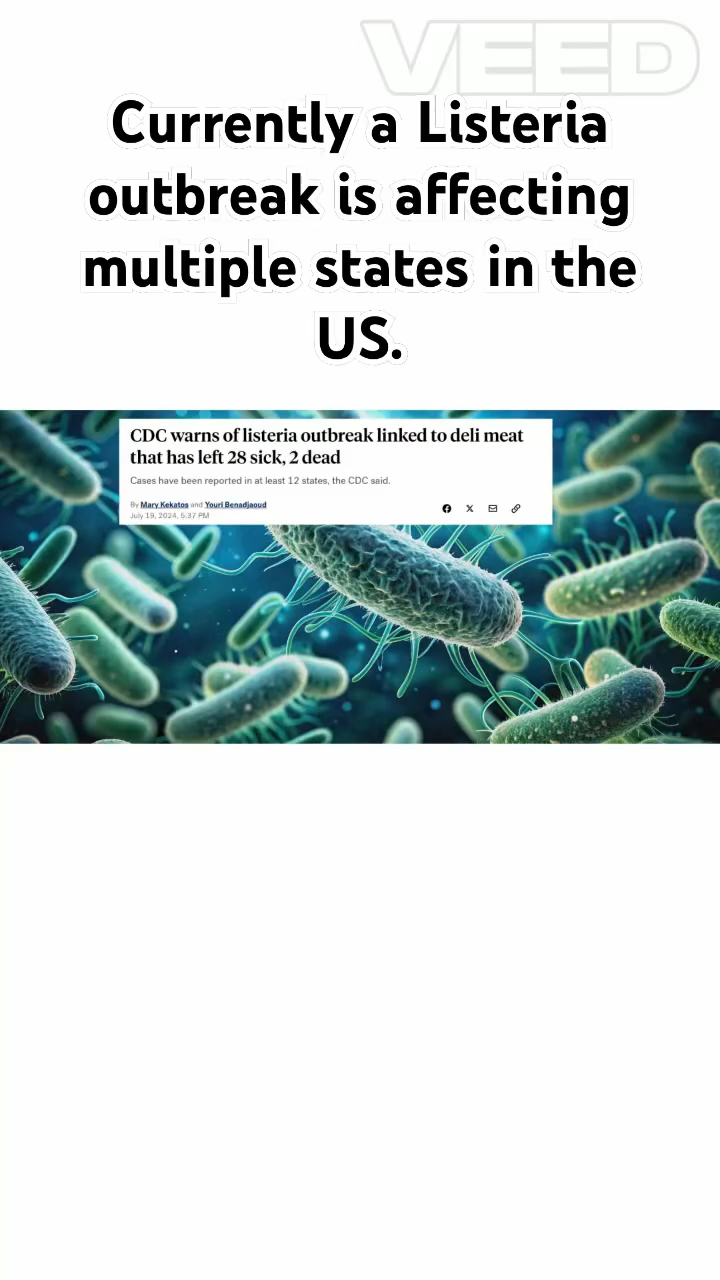 VEED
Currently a Listeria
outbreak is affecting
multiple states in the
US.
CDC warns of listeria outbreak linked to deli meat
that has left 28 sick, 2 dead
Cases have been reported in at least 12 states, the CDC said.
By Mary Kekatos and Youri Benadjaoud
July 19, 2024, 5:37 PM